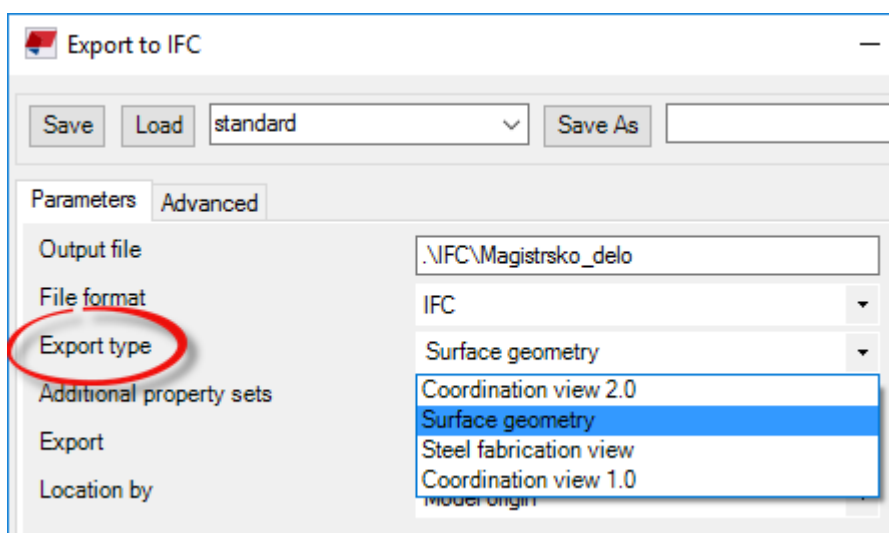 Export to IFC
Save Load standard Save As
Parameters Advanced
Output file .\IFC\Magistrsko_delo
File format IFC
Export type Surface geometry
Additional property sets Coordination view 2.0
Surface geometry
Export Steel fabrication view
Coordination view 1.0
Location by Model origin